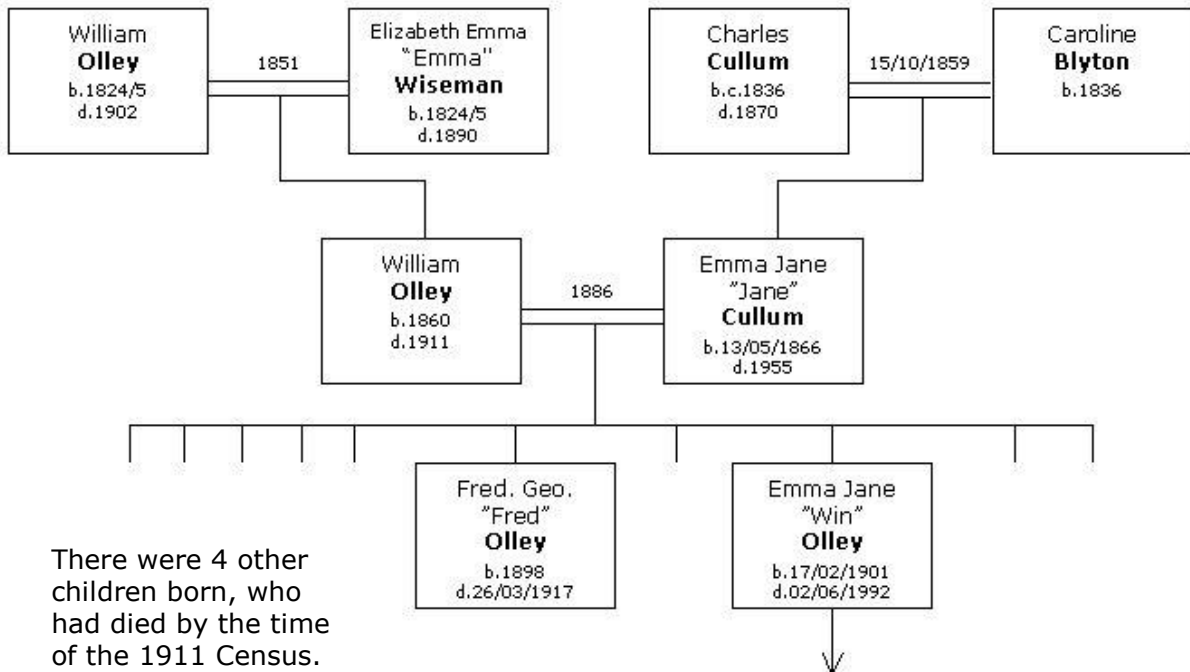 William
Olley
b.1824/5
d.1902
1851
Elizabeth Emma
"Emma"
Wiseman
b.1824/5
d.1890
Charles
Cullum
b.c.1836
d.1870
15/10/1859
Caroline
Blyton
b.1836
William
Olley
b.1860
d.1911
1886
Emma Jane
"Jane"
Cullum
b.13/05/1866
d.1955
Fred. Geo.
"Fred"
Olley
b.1898
d.26/03/1917
Emma Jane
"Win"
Olley
b.17/02/1901
d.02/06/1992
There were 4 other
children born, who
had died by the time
of the 1911 Census.